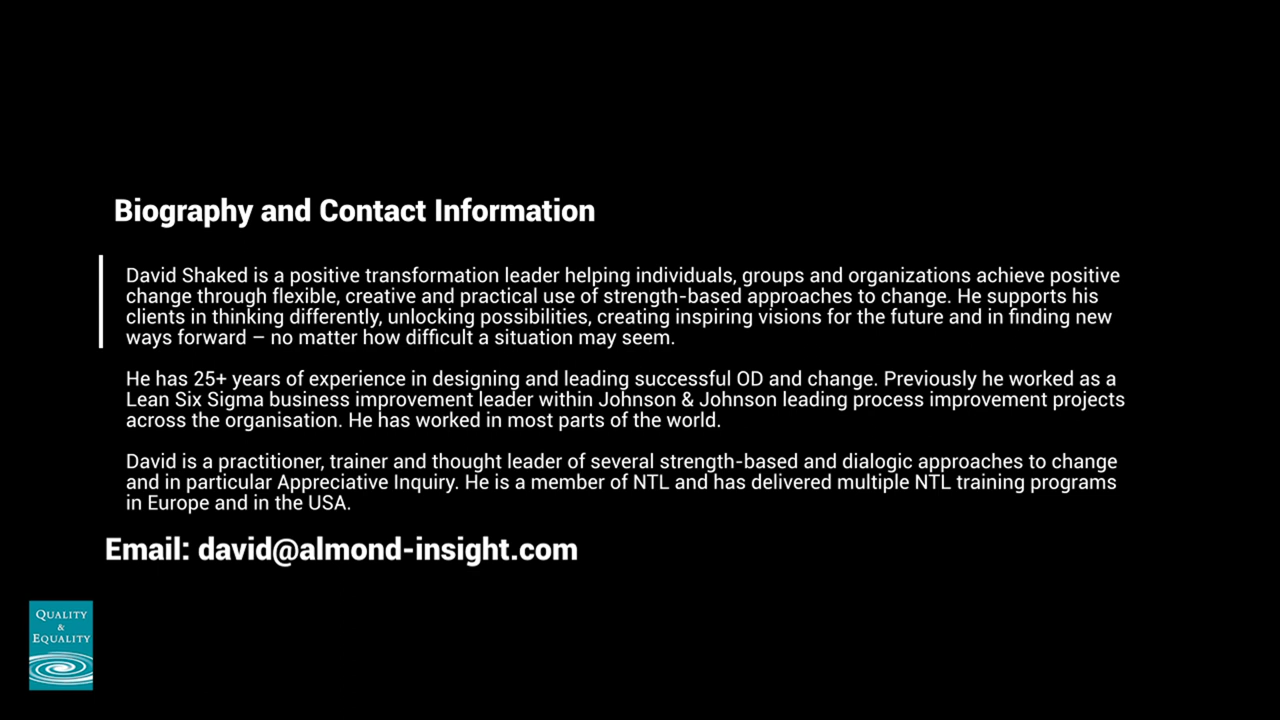 Biography and Contact Information
David Shaked is a positive transformation leader helping individuals, groups and organizations achieve positive
change through flexible, creative and practical use of strength-based approaches to change. He supports his
clients in thinking differently, unlocking possibilities, creating inspiring visions for the future and in finding new
ways forward – no matter how difficult a situation may seem.
He has 25+ years of experience in designing and leading successful OD and change. Previously he worked as a
Lean Six Sigma business improvement leader within Johnson & Johnson leading process improvement projects
across the organisation. He has worked in most parts of the world.
David is a practitioner, trainer and thought leader of several strength-based and dialogic approaches to change
and in particular Appreciative Inquiry. He is a member of NTL and has delivered multiple NTL training programs
in Europe and in the USA.
Email: david@almond-insight.com
QUALITY
&
EQUALITY